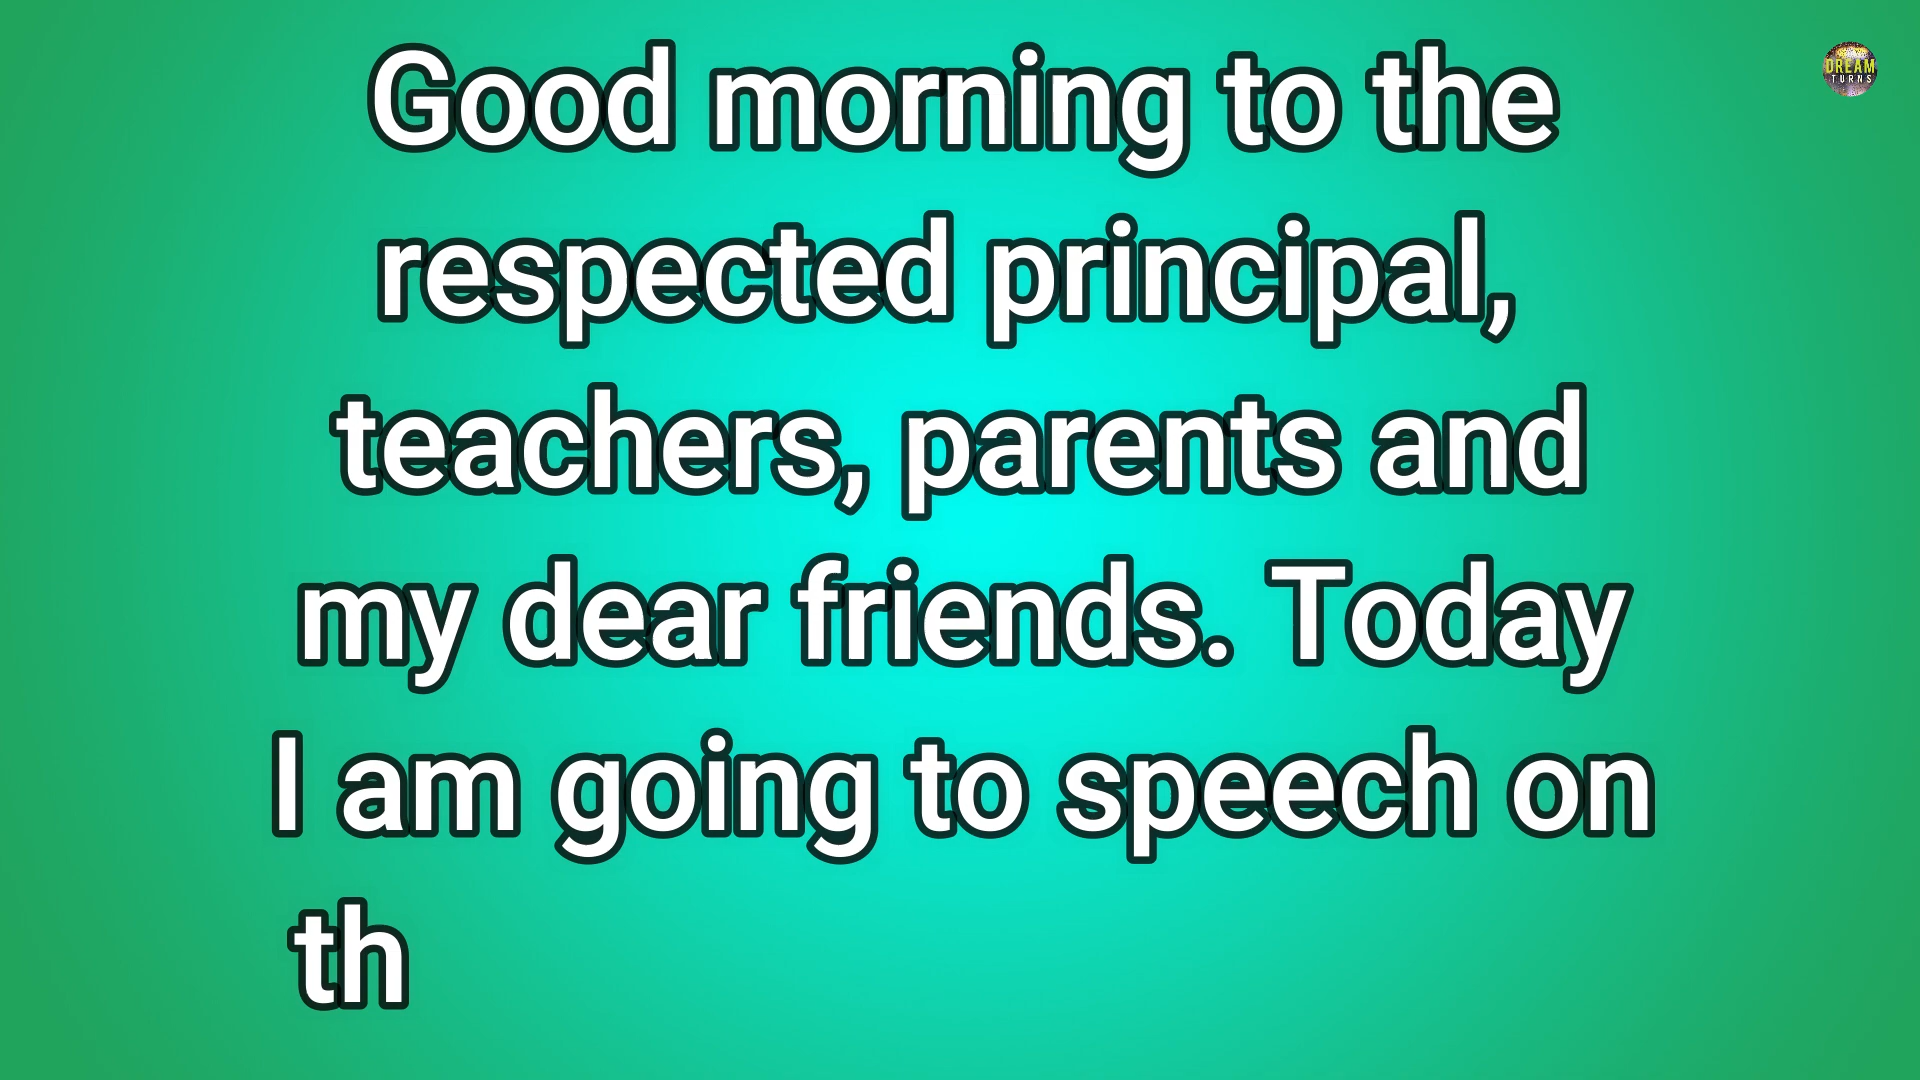 Good morning to the
respected principal,
teachers, parents and
my dear friends. Today
I am going to speech on
th
DREAM
TURNS